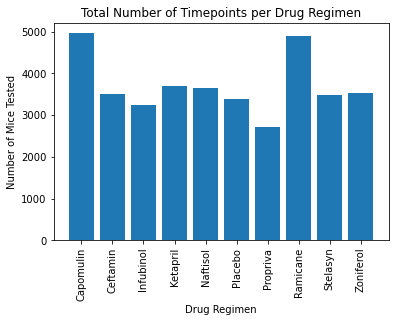 Total Number of Timepoints per Drug Regimen
Number of Mice Tested
5000
4000
3000
2000
1000
0
Capomulin
Ceftamin
Infubinol
Ketapril
Naftisol
Placebo
Propriva
Ramicane
Stelasyn
Zoniferol
Drug Regimen